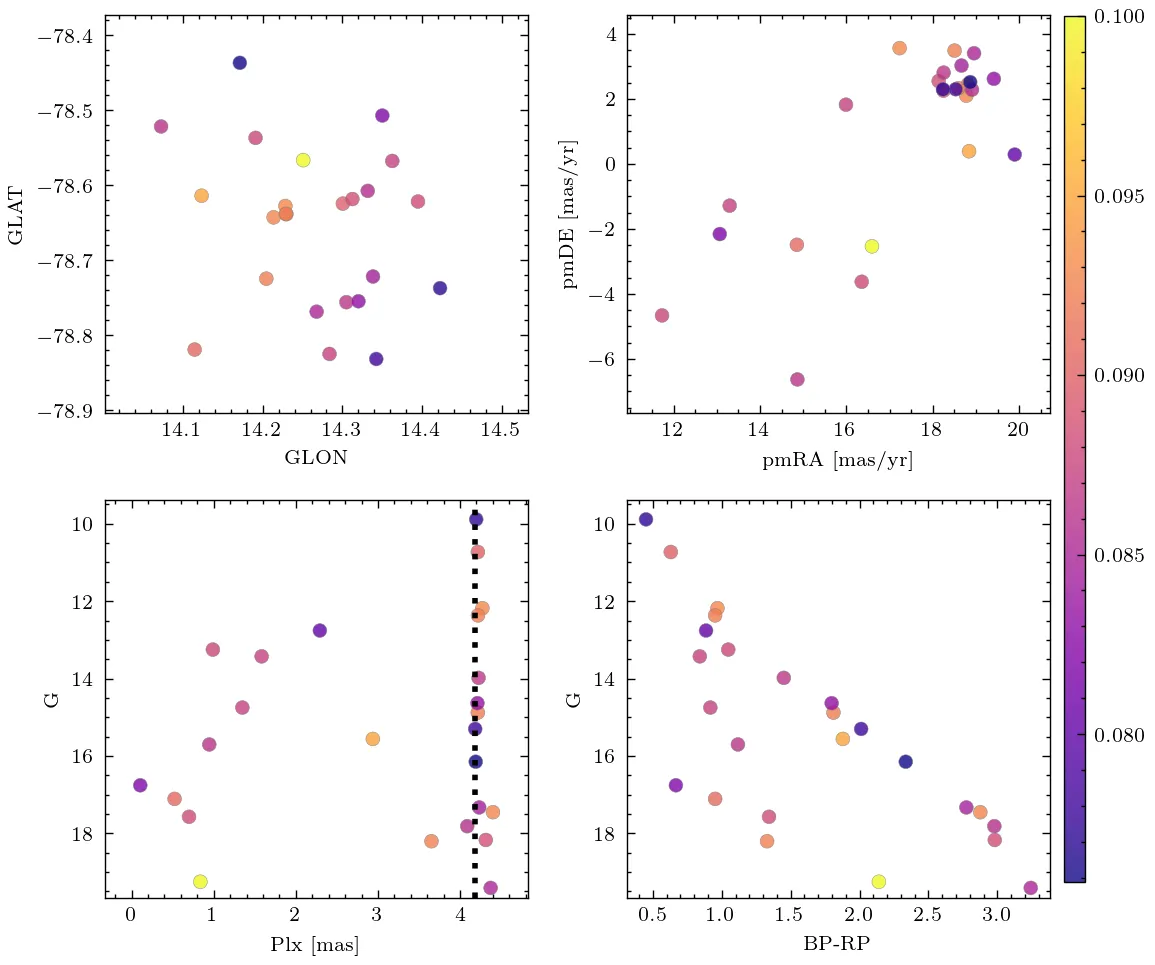 −78.4
−78.5
−78.6
−78.7
−78.8
−78.9
GLAT
14.1 14.2 14.3 14.4 14.5
GLON
4
2
0
−2
−4
−6
pmDE [mas/yr]
12 14 16 18 20
pmRA [mas/yr]
10
12
14
16
18
G
0 1 2 3 4
Plx [mas]
10
12
14
16
18
G
0.5 1.0 1.5 2.0 2.5 3.0
BP-RP
0.100
0.095
0.090
0.085
0.080